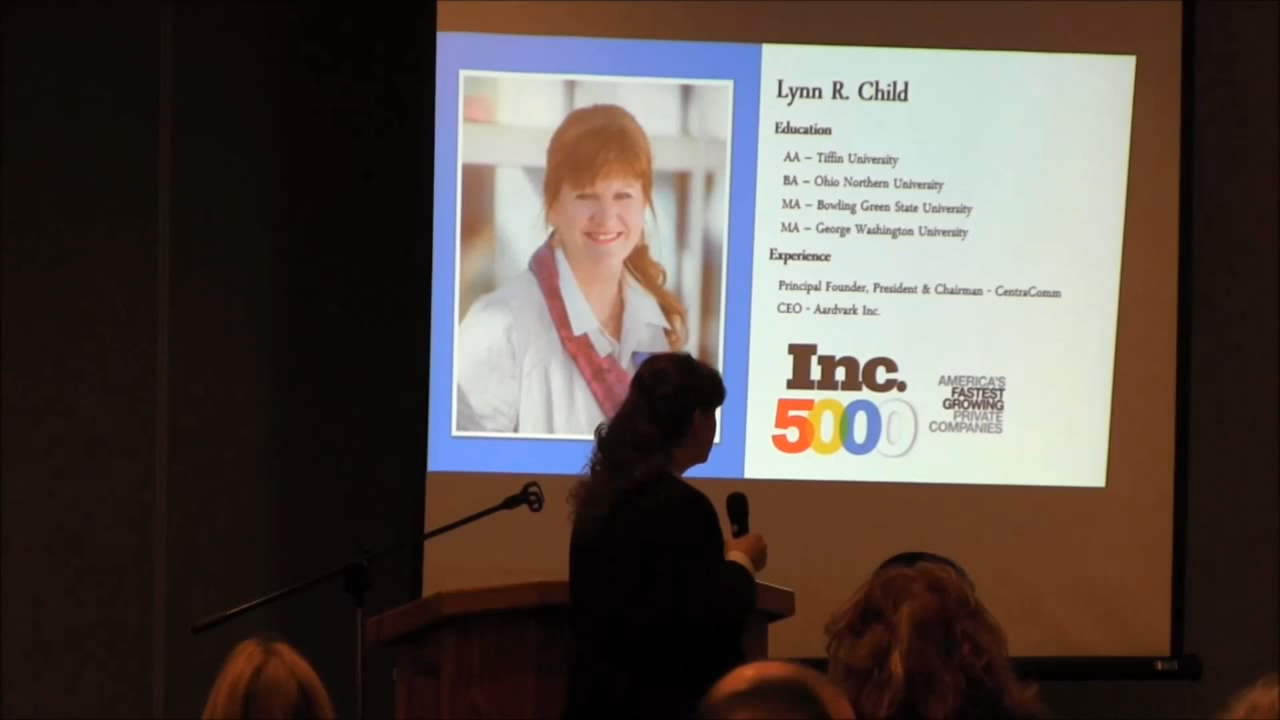 Lynn R. Child
Education
AA – Tiffin University
BA – Ohio Northern University
MA – Bowling Green State University
MA – George Washington University
Experience
Principal Founder, President & Chairman - CentraComm
CEO - Aardvark Inc.
Inc.
5000
AMERICA'S
FASTEST
GROWING
PRIVATE
COMPANIES